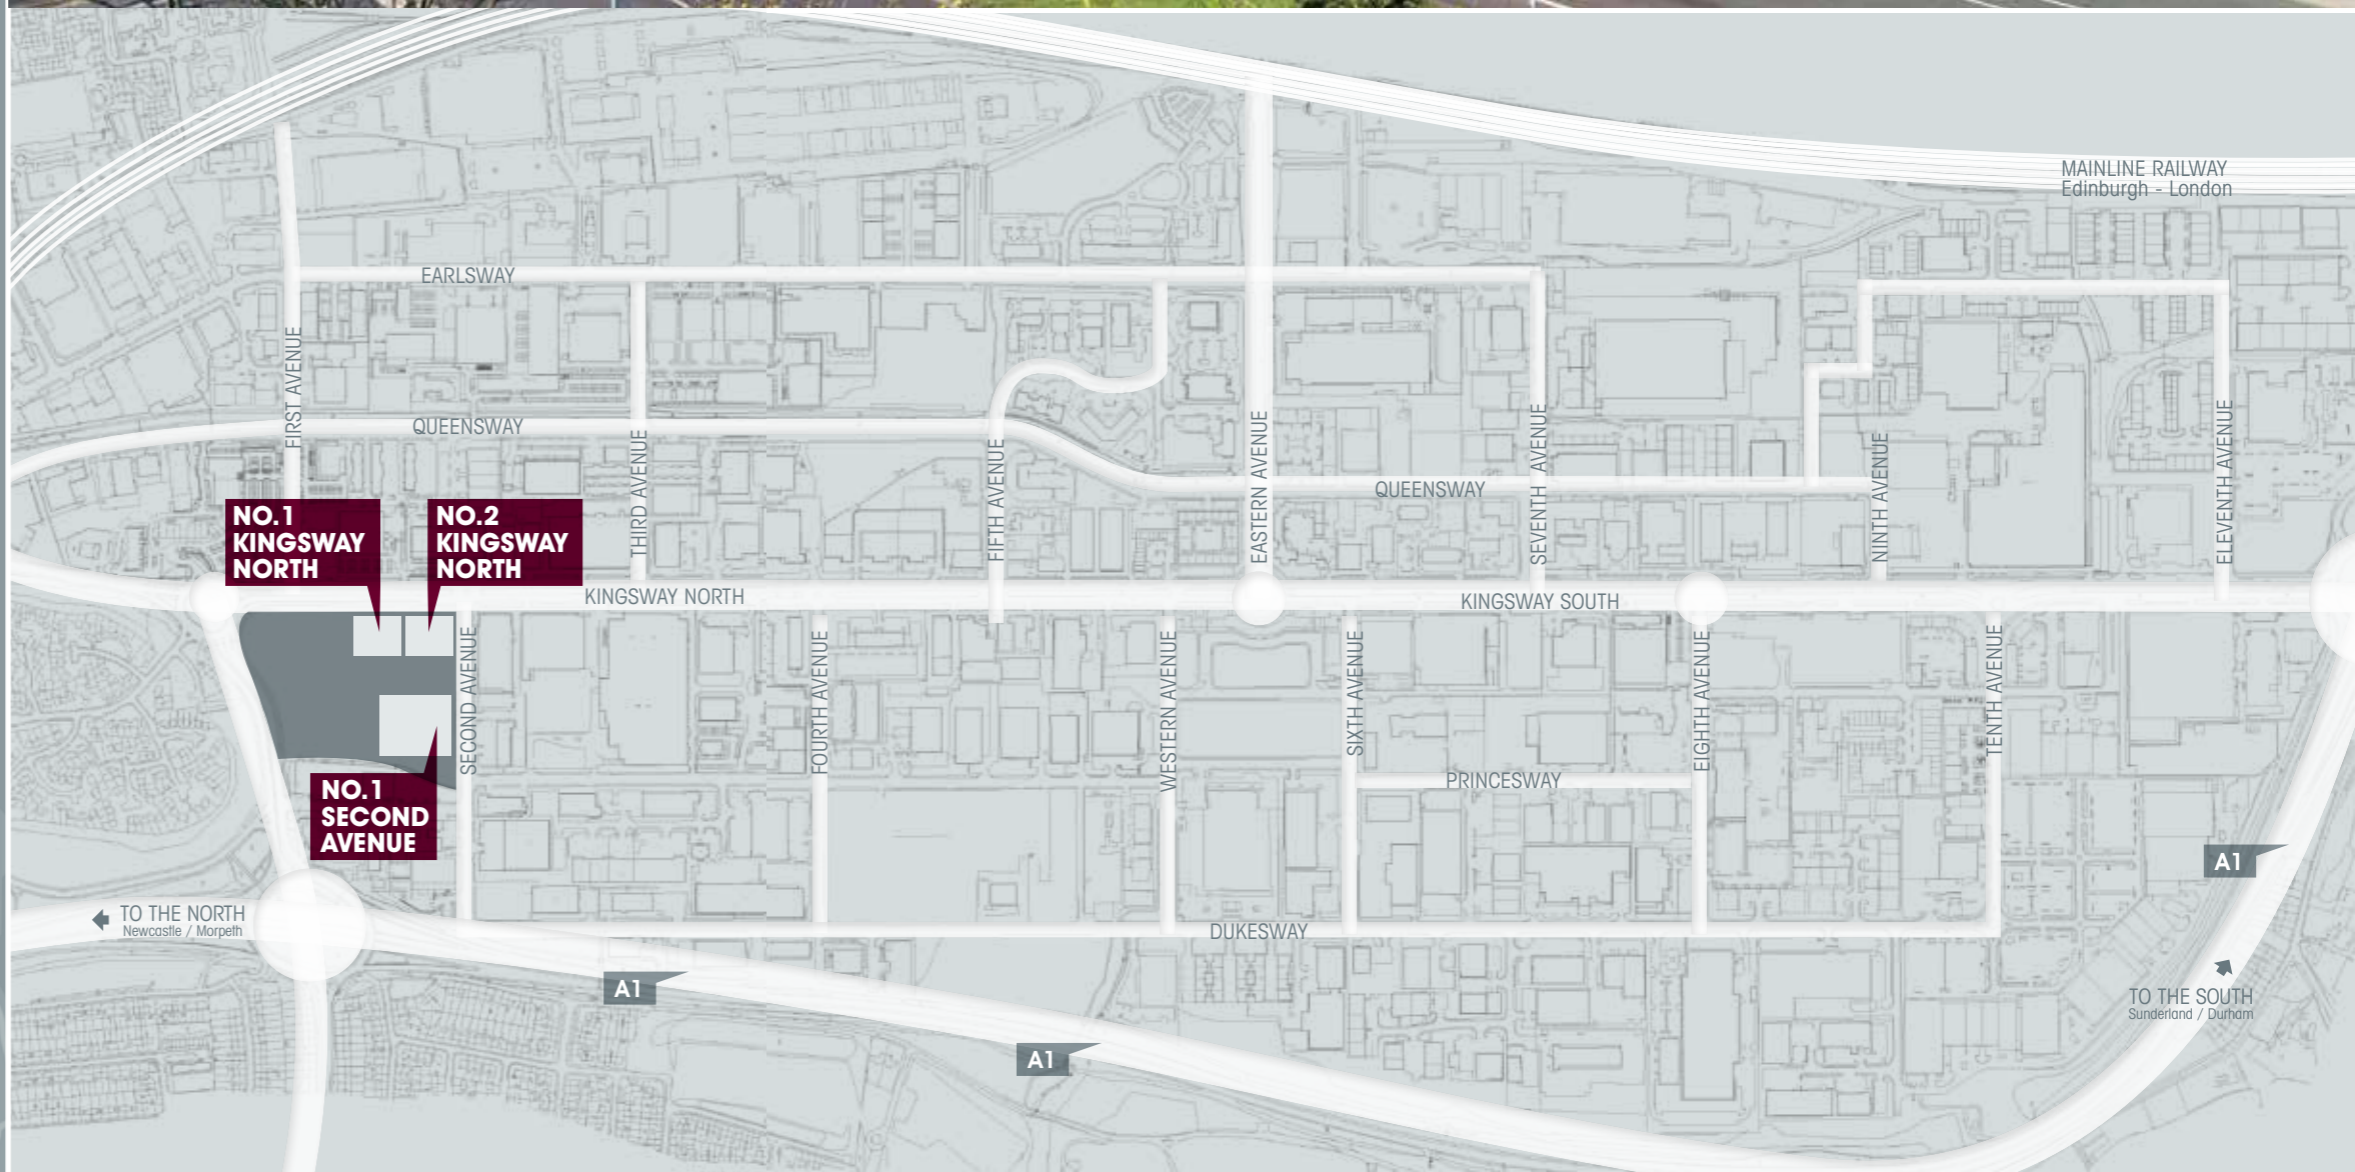 MAINLINE RAILWAY
Edinburgh - London
EARLSWAY
FIRST AVENUE
QUEENSWAY
THIRD AVENUE
FIFTH AVENUE
EASTERN AVENUE
QUEENSWAY
SEVENTH AVENUE
NINTH AVENUE
ELEVENTH AVENUE
NO.1
KINGSWAY
NORTH
NO.2
KINGSWAY
NORTH
KINGSWAY NORTH
KINGSWAY SOUTH
SECOND AVENUE
FOURTH AVENUE
WESTERN AVENUE
SIXTH AVENUE
EIGHTH AVENUE
TENTH AVENUE
PRINCESWAY
NO.1
SECOND
AVENUE
A1
TO THE NORTH
Newcastle / Morpeth
DUKESWAY
A1
TO THE SOUTH
Sunderland / Durham
A1